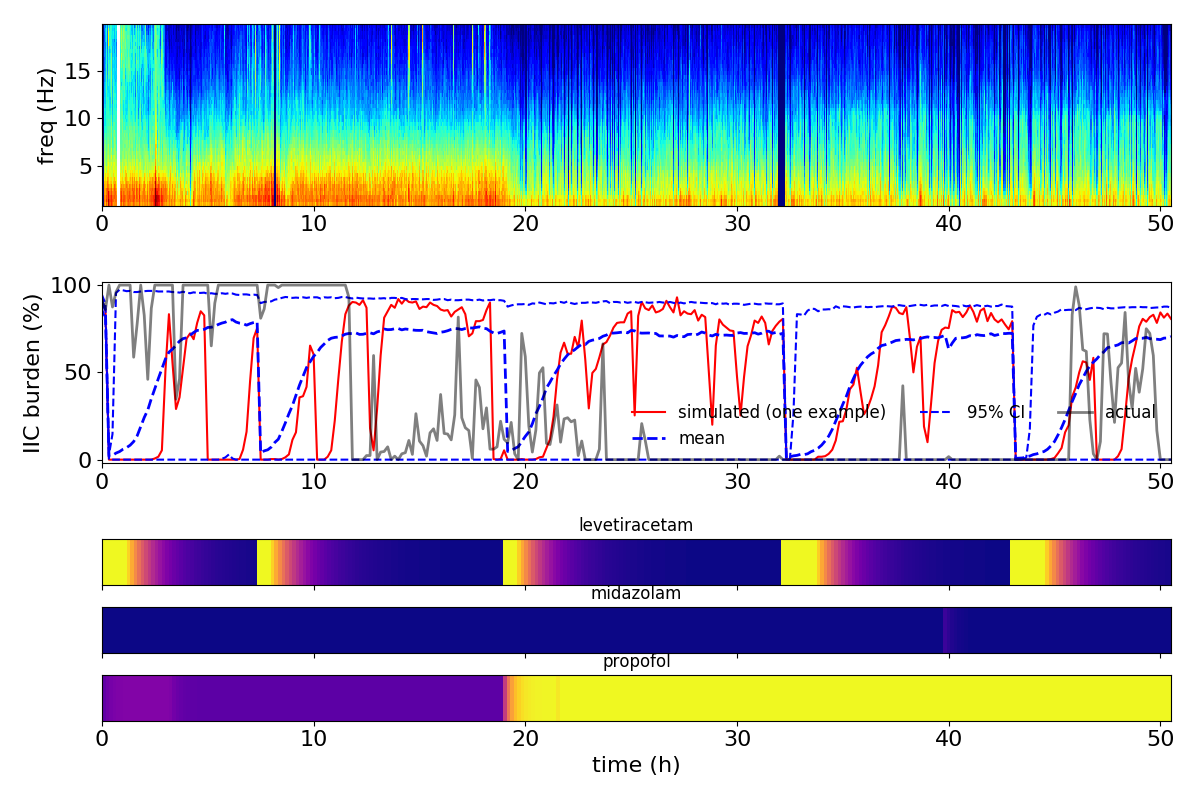 freq (Hz)
15
10
5
0 10 20 30 40 50
IIC burden (%)
100
50
0
simulated (one example) 95% CI actual
mean
0 10 20 30 40 50
levetiracetam
midazolam
propofol
0 10 20 30 40 50
time (h)